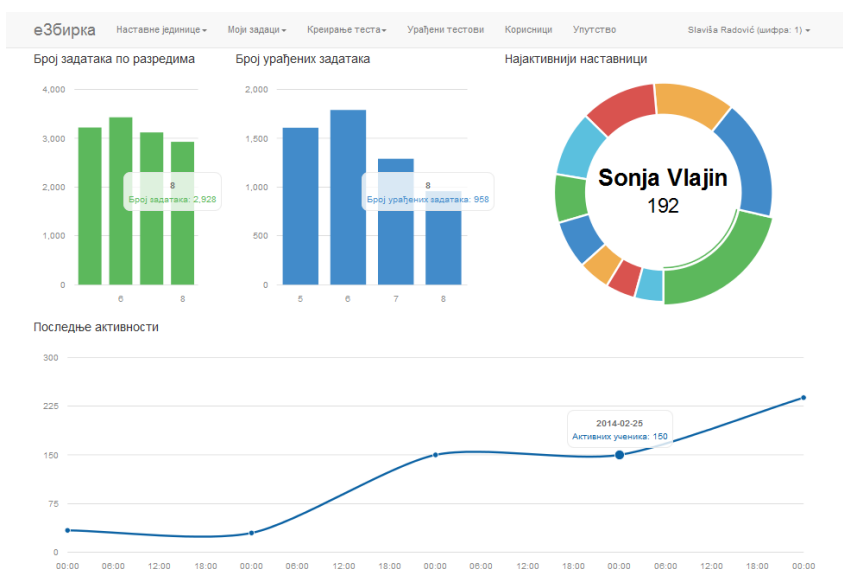 еЗбирка Наставне јединице Моји задаци Креирање теста Урађени тестови Корисници Упутство Slaviša Radović (шифра: 1)
Број задатака по разредима
4,000
3,000
2,000
1,000
0
6 8
8
Број задатака: 2,928
Број урађених задатака
2,000
1,500
1,000
500
0
5 6 7 8
8
Број урађених задатака: 958
Најактивнији наставници
Sonja Vlajin
192
Последње активности
300
225
150
75
0
2014-02-25
Активних ученика: 150
00:00 06:00 12:00 18:00 00:00 06:00 12:00 18:00 00:00 06:00 12:00 18:00 00:00 06:00 12:00 18:00 00:00